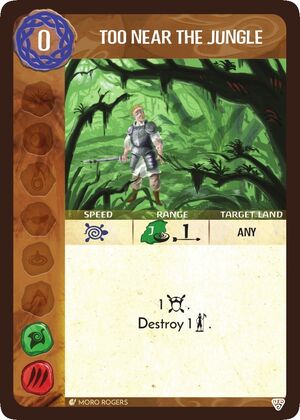 0
TOO NEAR THE JUNGLE
SPEED RANGE TARGET LAND
J 1 ANY
1 .
Destroy 1 .
MORO ROGERS